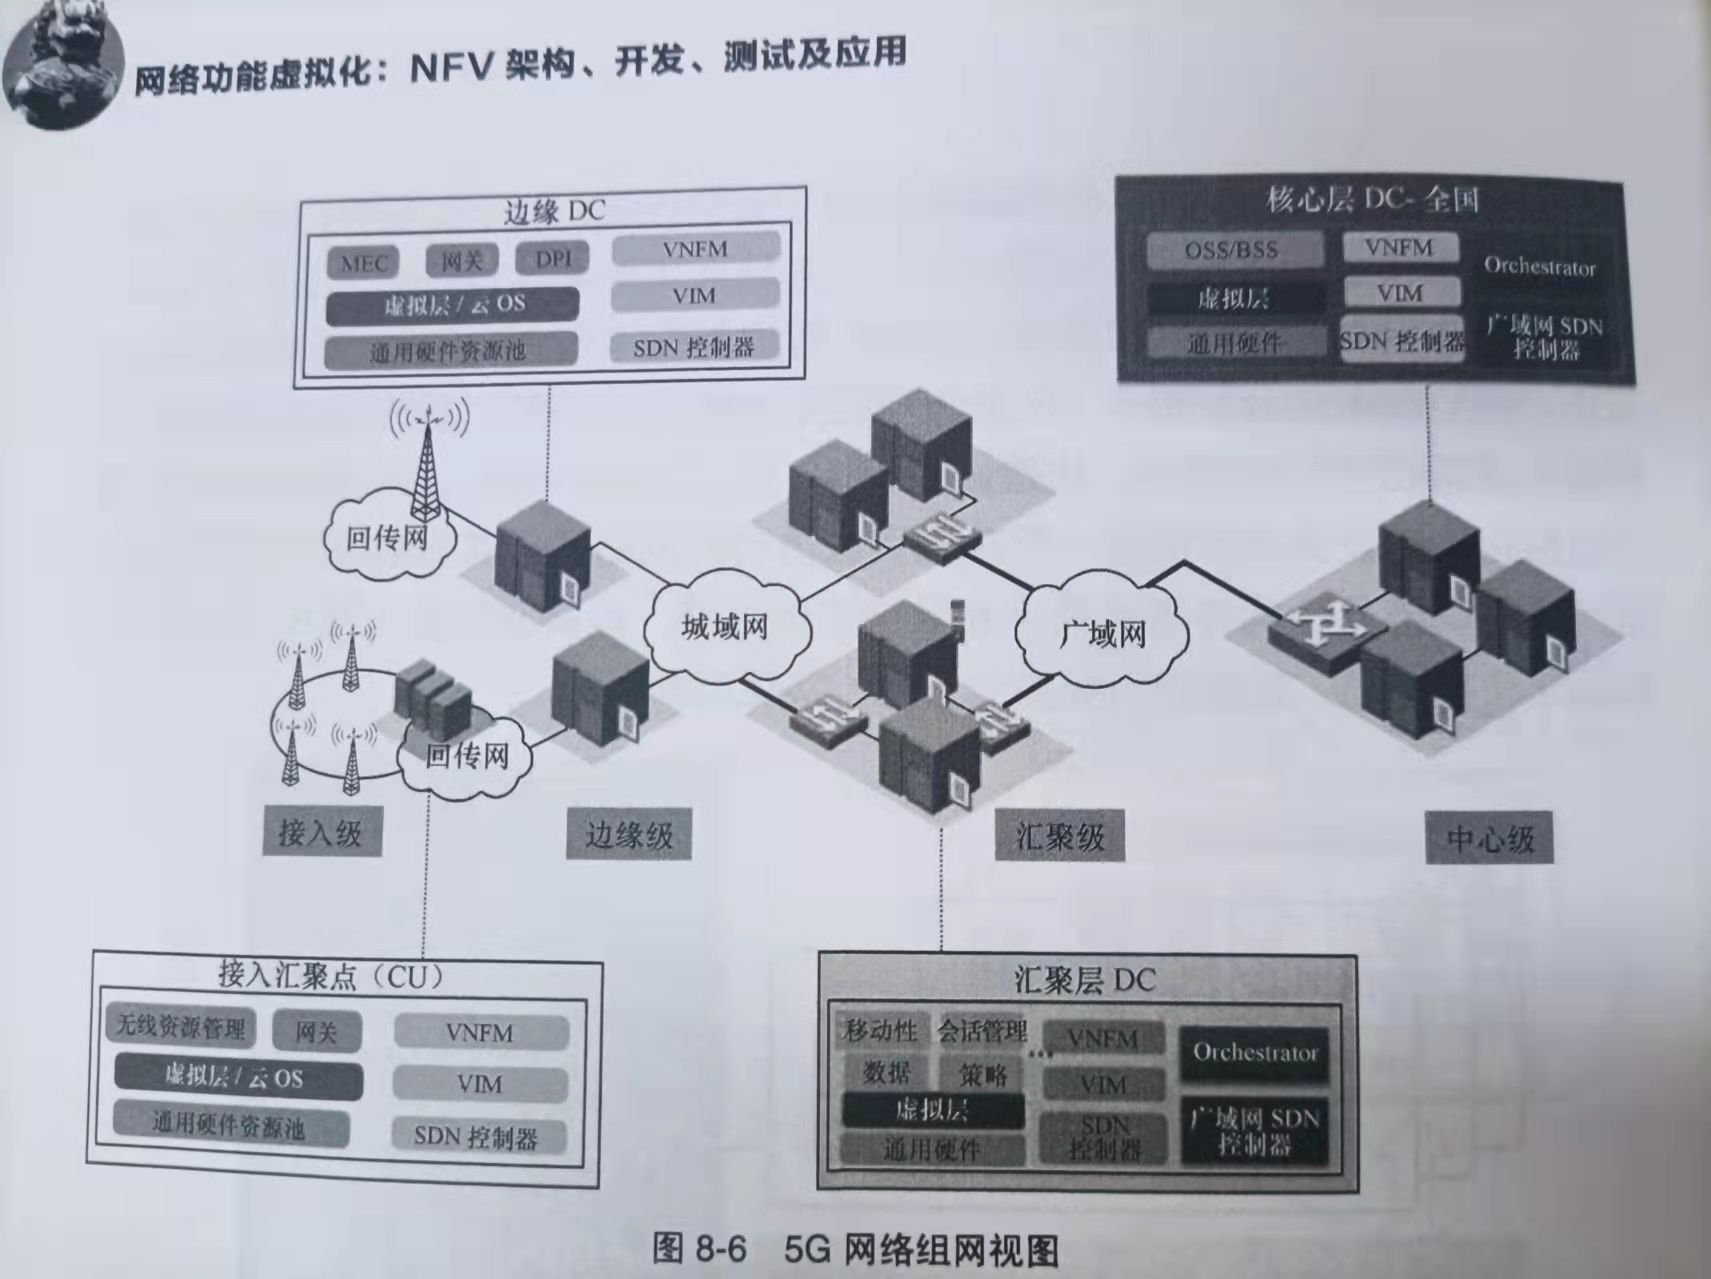 网络功能虚拟化：NFV 架构、开发、测试及应用
边缘 DC
MEC
网关
DPI
VNFM
虚拟层 / 云 OS
VIM
通用硬件资源池
SDN 控制器
核心层 DC- 全国
OSS/BSS
VNFM
Orchestrator
虚拟层
VIM
通用硬件
SDN 控制器
广域网 SDN
控制器
回传网
城域网
广域网
回传网
接入级
边缘级
汇聚级
中心级
接入汇聚点（CU）
无线资源管理
网关
VNFM
虚拟层 / 云 OS
VIM
通用硬件资源池
SDN 控制器
汇聚层 DC
移动性
会话管理
数据
策略
...
VNFM
Orchestrator
虚拟层
VIM
通用硬件
SDN
控制器
广域网 SDN
控制器
图 8-6 5G 网络组网视图